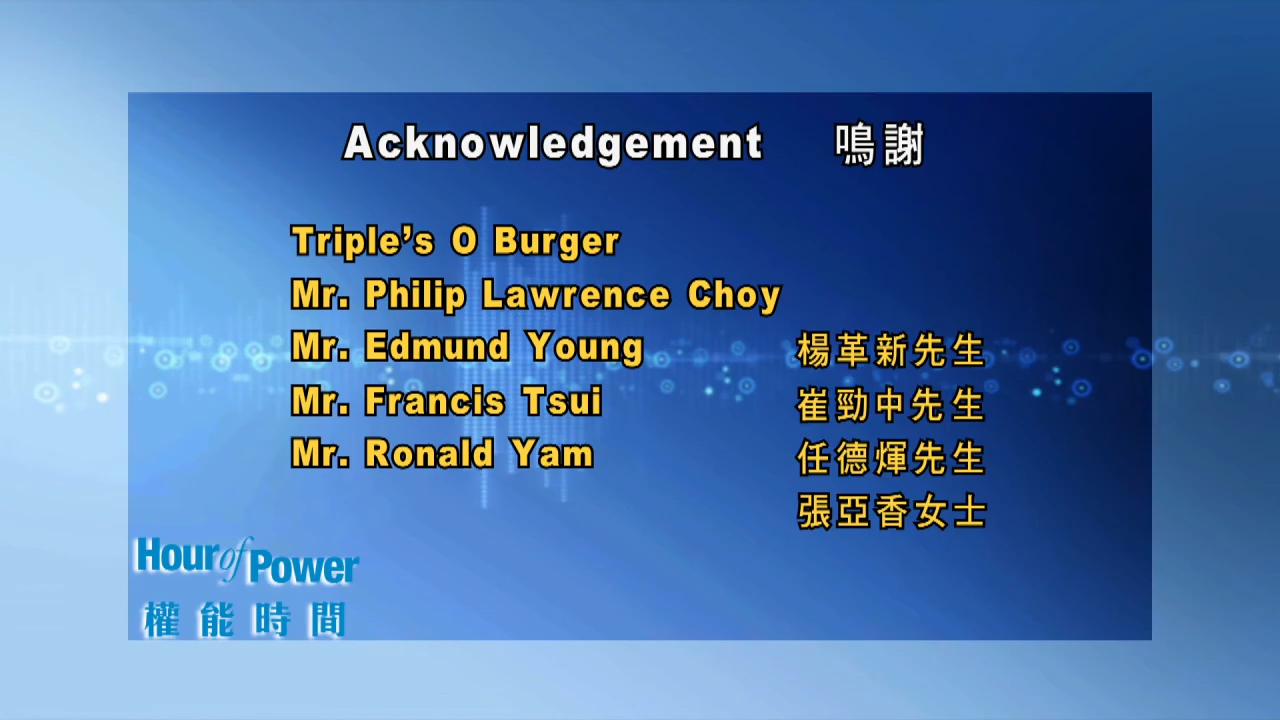 Acknowledgement 鳴謝
Triple’s O Burger
Mr. Philip Lawrence Choy
Mr. Edmund Young 楊革新先生
Mr. Francis Tsui 崔勁中先生
Mr. Ronald Yam 任德煇先生
張亞香女士
Hour of Power
權能時間